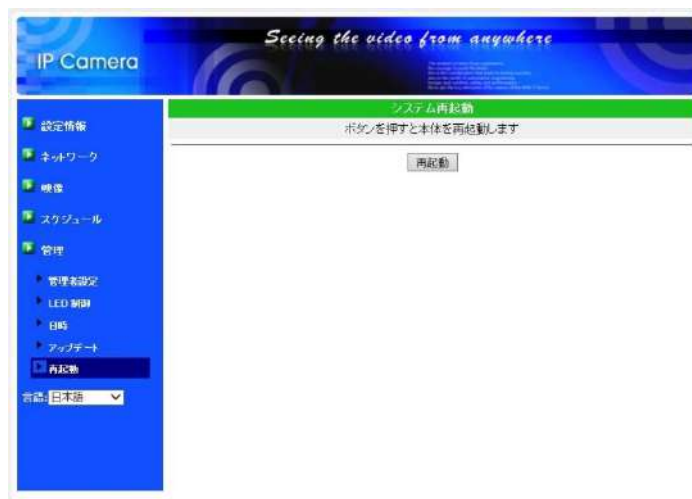 Seeing the video from anywhere
IP Camera
システム再起動
ボタンを押すと本体を再起動します
再起動
設定情報
ネットワーク
映像
スケジュール
管理
管理者設定
LED 制御
日時
アップデート
再起動
言語: 日本語